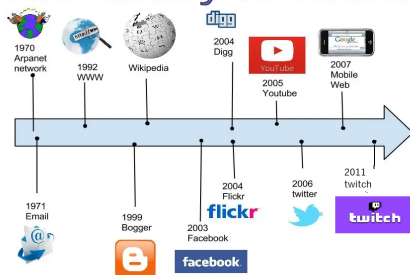 1970
Arpanet
network
1992
WWW
Wikipedia
digg
2004
Digg
YouTube
2005
Youtube
Google
2007
Mobile
Web
1971
Email
@
1999
Bogger
2003
Facebook
facebook
2004
Flickr
flickr
2006
twitter
2011
twitch
twitch